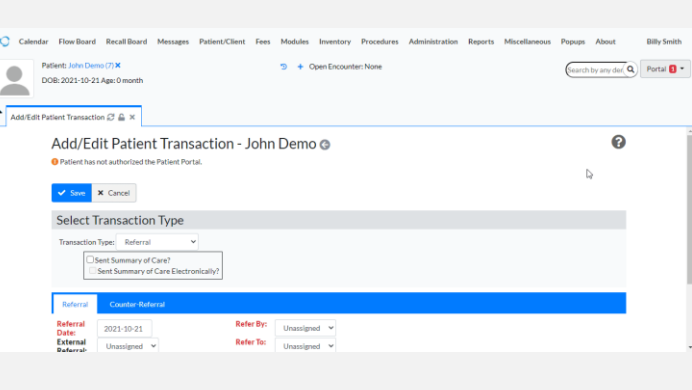 Calendar Flow Board Recall Board Messages Patient/Client Fees Modules Inventory Procedures Administration Reports Miscellaneous Popups About Billy Smith
Patient: John Demo (7)
DOB: 2021-10-21 Age: 0 month
Open Encounter: None
Search by any
Portal 1
Add/Edit Patient Transaction
Add/Edit Patient Transaction - John Demo
Patient has not authorized the Patient Portal.
Save Cancel
Select Transaction Type
Transaction Type: Referral
Sent Summary of Care?
Sent Summary of Care Electronically?
Referral Counter-Referral
Referral Date: 2021-10-21 Refer By: Unassigned
External Referral: Unassigned Refer To: Unassigned